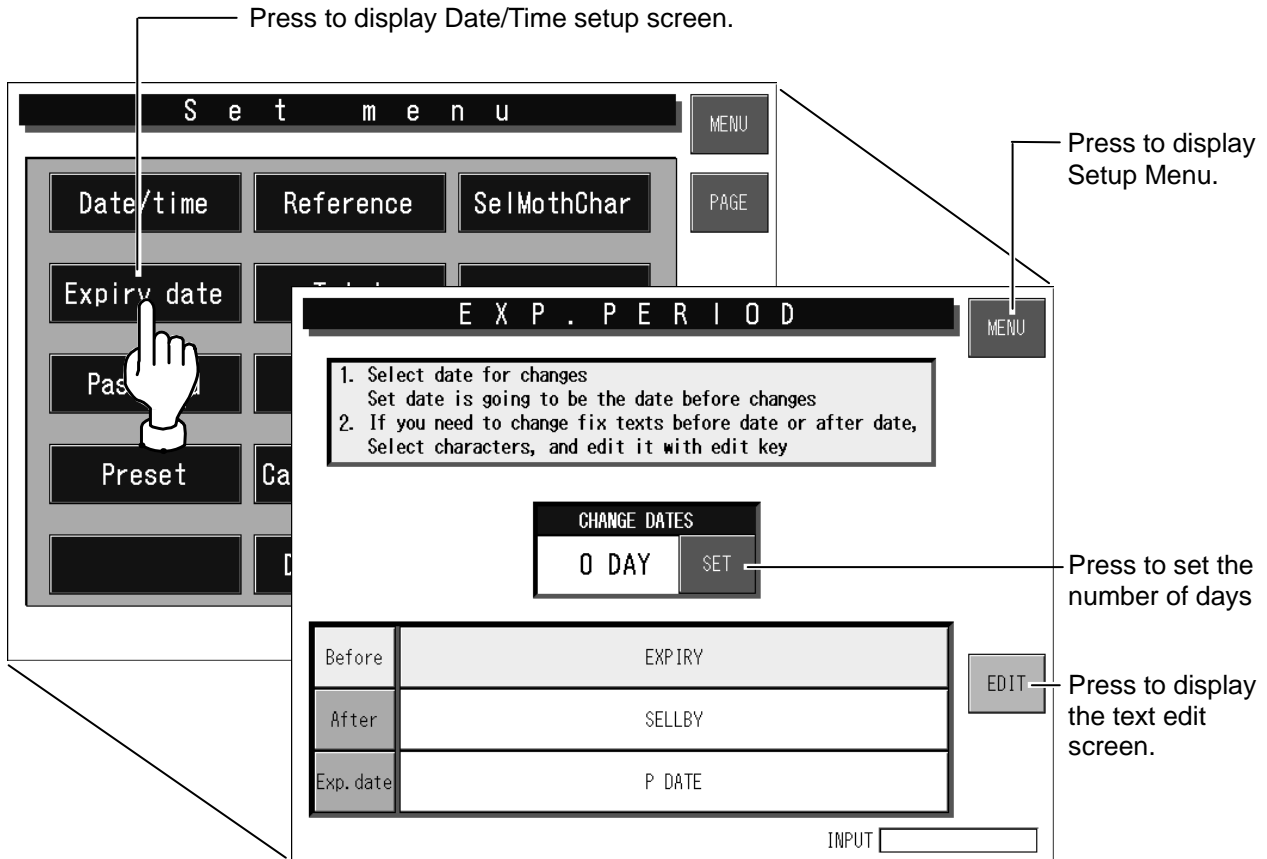 Press to display Date/Time setup screen.
Set menu
MENU
Date/time
Reference
SelMothChar
PAGE
Press to display
Setup Menu.
Expiry date
EXP.PERIOD
MENU
1. Select date for changes
Set date is going to be the date before changes
2. If you need to change fix texts before date or after date,
Select characters, and edit it with edit key
Preset
Ca
CHANGE DATES
0 DAY
SET
Press to set the
number of days
Before
EXPIRY
EDIT
Press to display
the text edit
screen.
After
SELLBY
Exp.date
P DATE
INPUT